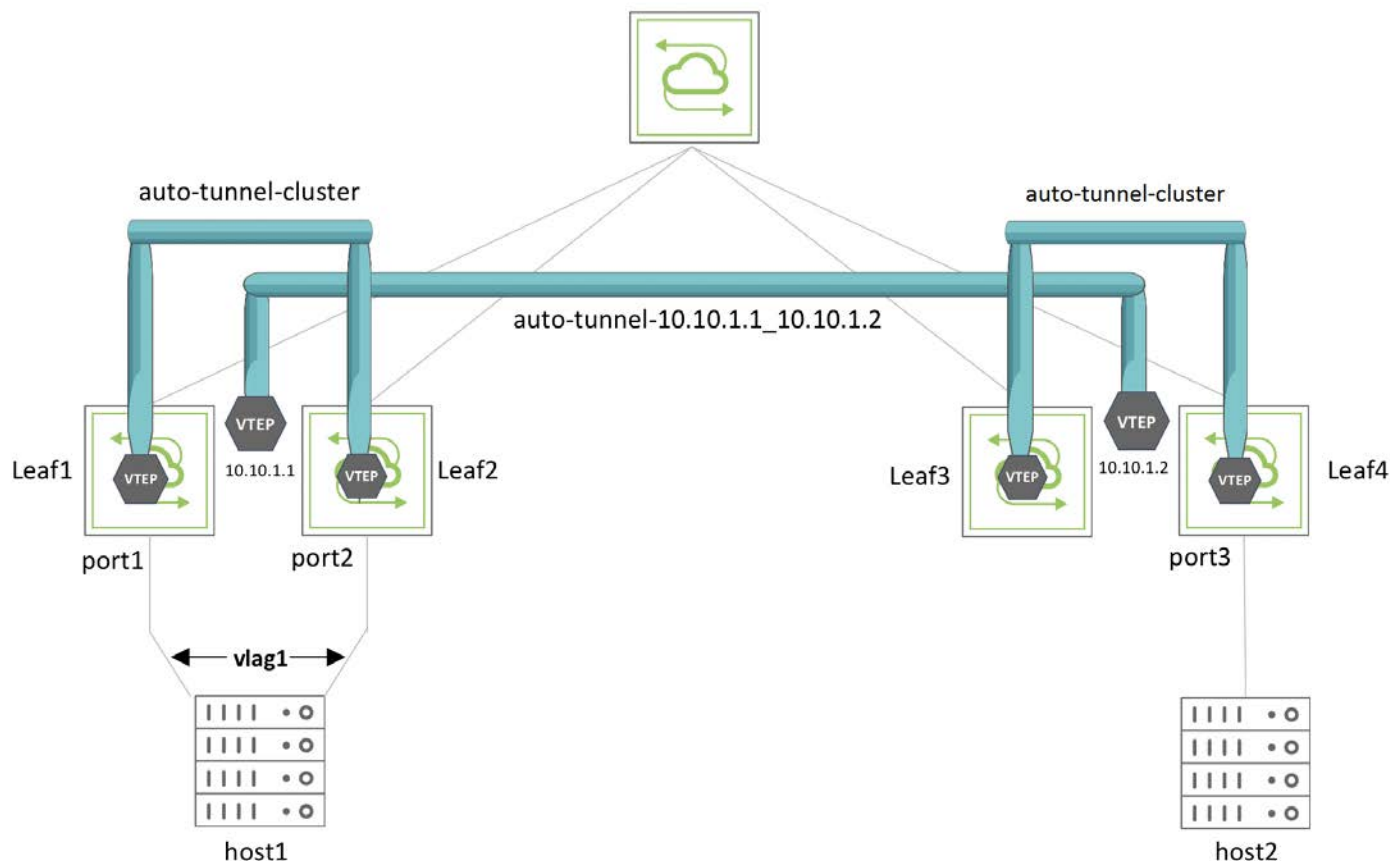 auto-tunnel-cluster
auto-tunnel-cluster
auto-tunnel-10.10.1.1_10.10.1.2
VTEP
VTEP
Leaf1
VTEP
10.10.1.1
VTEP
Leaf2
Leaf3
VTEP
10.10.1.2
VTEP
Leaf4
port1
port2
port3
vlag1
host1
host2